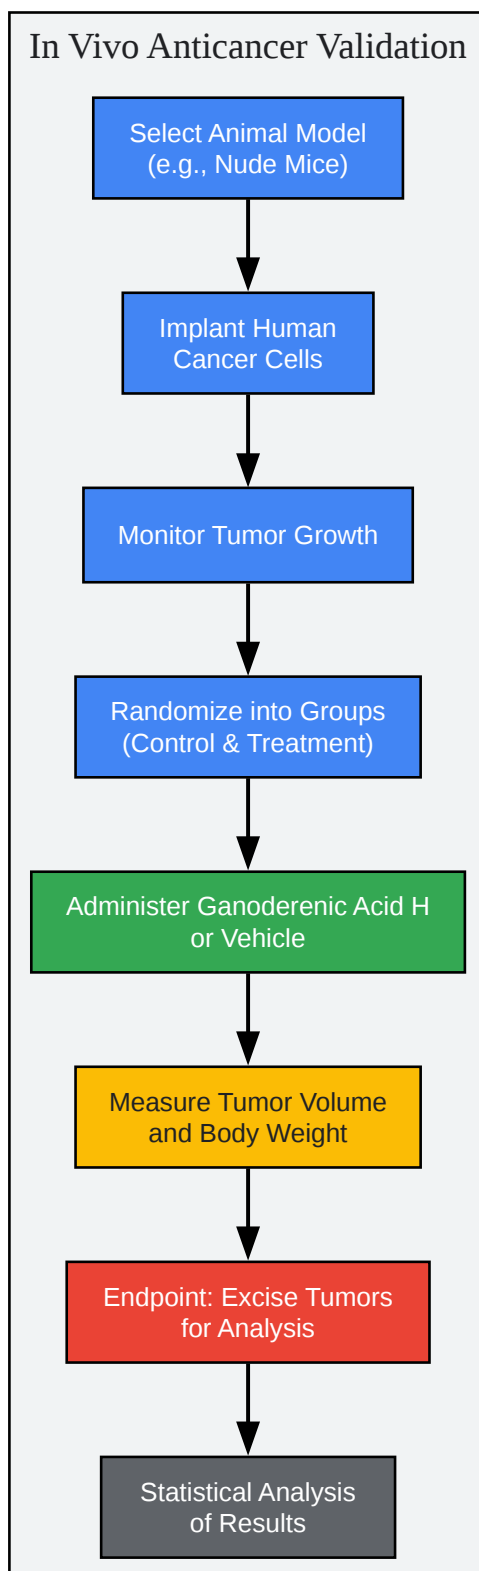 In Vivo Anticancer Validation
Select Animal Model
(e.g., Nude Mice)
Implant Human
Cancer Cells
Monitor Tumor Growth
Randomize into Groups
(Control & Treatment)
Administer Ganoderenic Acid H
or Vehicle
Measure Tumor Volume
and Body Weight
Endpoint: Excise Tumors
for Analysis
Statistical Analysis
of Results